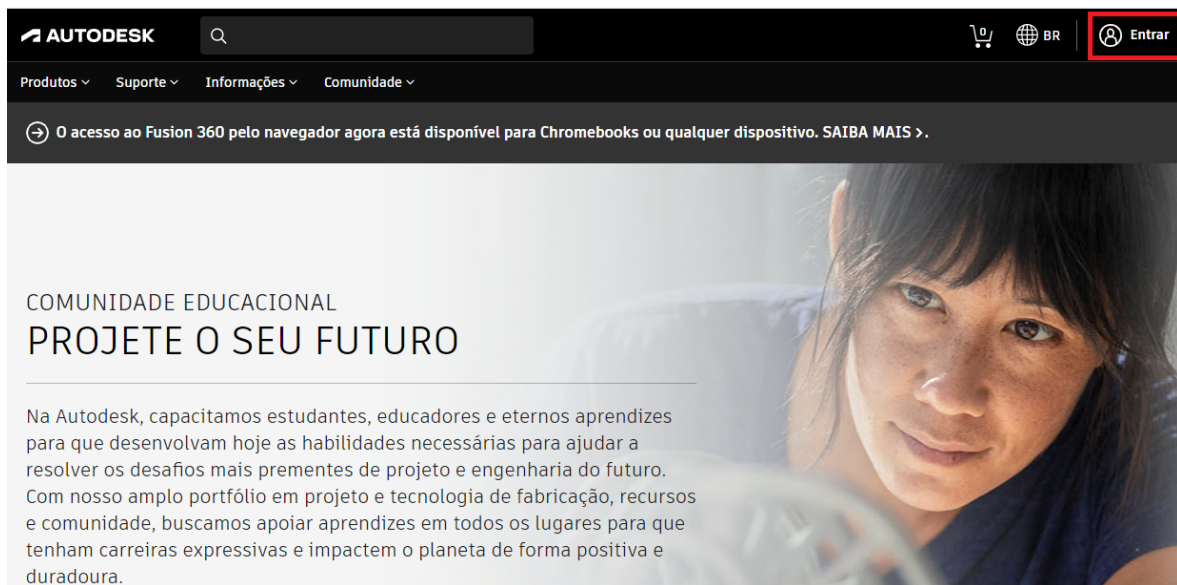 AUTODESK
0
BR
Entrar
Produtos
Suporte
Informações
Comunidade
O acesso ao Fusion 360 pelo navegador agora está disponível para Chromebooks ou qualquer dispositivo. SAIBA MAIS >.
COMUNIDADE EDUCACIONAL
PROJETE O SEU FUTURO
Na Autodesk, capacitamos estudantes, educadores e eternos aprendizes
para que desenvolvam hoje as habilidades necessárias para ajudar a
resolver os desafios mais prementes de projeto e engenharia do futuro.
Com nosso amplo portfólio em projeto e tecnologia de fabricação, recursos
e comunidade, buscamos apoiar aprendizes em todos os lugares para que
tenham carreiras expressivas e impactem o planeta de forma positiva e
duradoura.